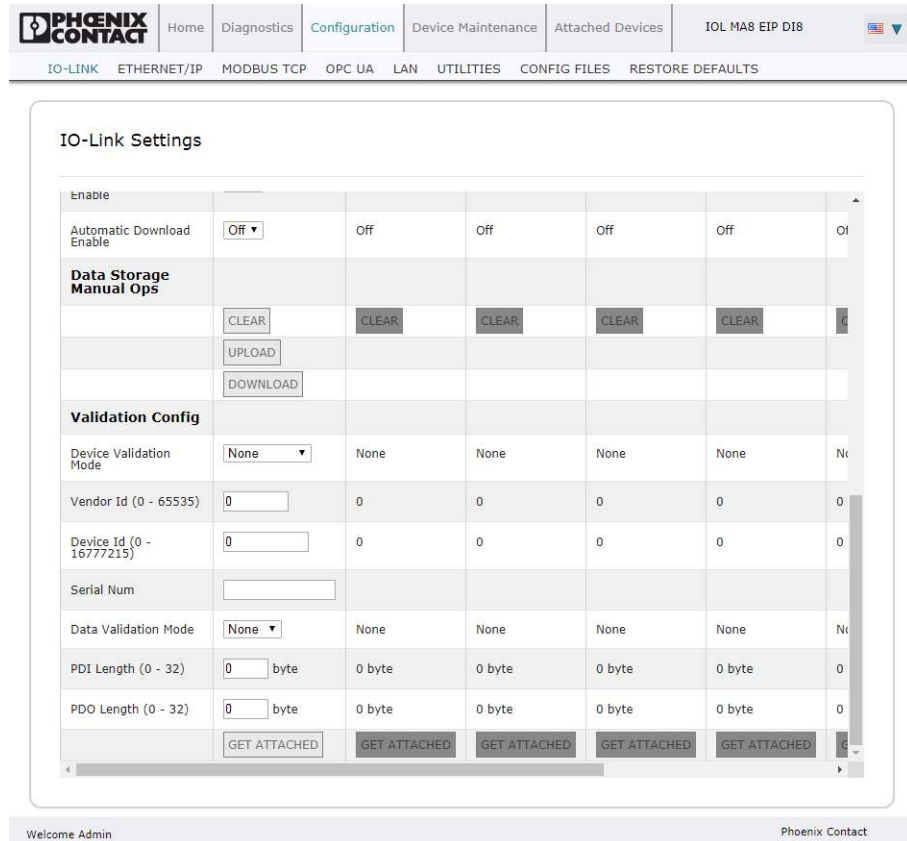 PHŒNIX CONTACT
Home Diagnostics Configuration Device Maintenance Attached Devices IOL MA8 EIP DI8
IO-LINK ETHERNET/IP MODBUS TCP OPC UA LAN UTILITIES CONFIG FILES RESTORE DEFAULTS
IO-Link Settings
Enable
Automatic Download Enable Off Off Off Off Off
Data Storage Manual Ops
CLEAR CLEAR CLEAR CLEAR CLEAR
UPLOAD
DOWNLOAD
Validation Config
Device Validation Mode None None None None None
Vendor Id (0 - 65535) 0 0 0 0 0 0
Device Id (0 - 16777215) 0 0 0 0 0 0
Serial Num
Data Validation Mode None None None None None
PDI Length (0 - 32) 0 byte 0 byte 0 byte 0 byte 0 byte 0
PDO Length (0 - 32) 0 byte 0 byte 0 byte 0 byte 0 byte 0
GET ATTACHED GET ATTACHED GET ATTACHED GET ATTACHED GET ATTACHED
Welcome Admin Phoenix Contact